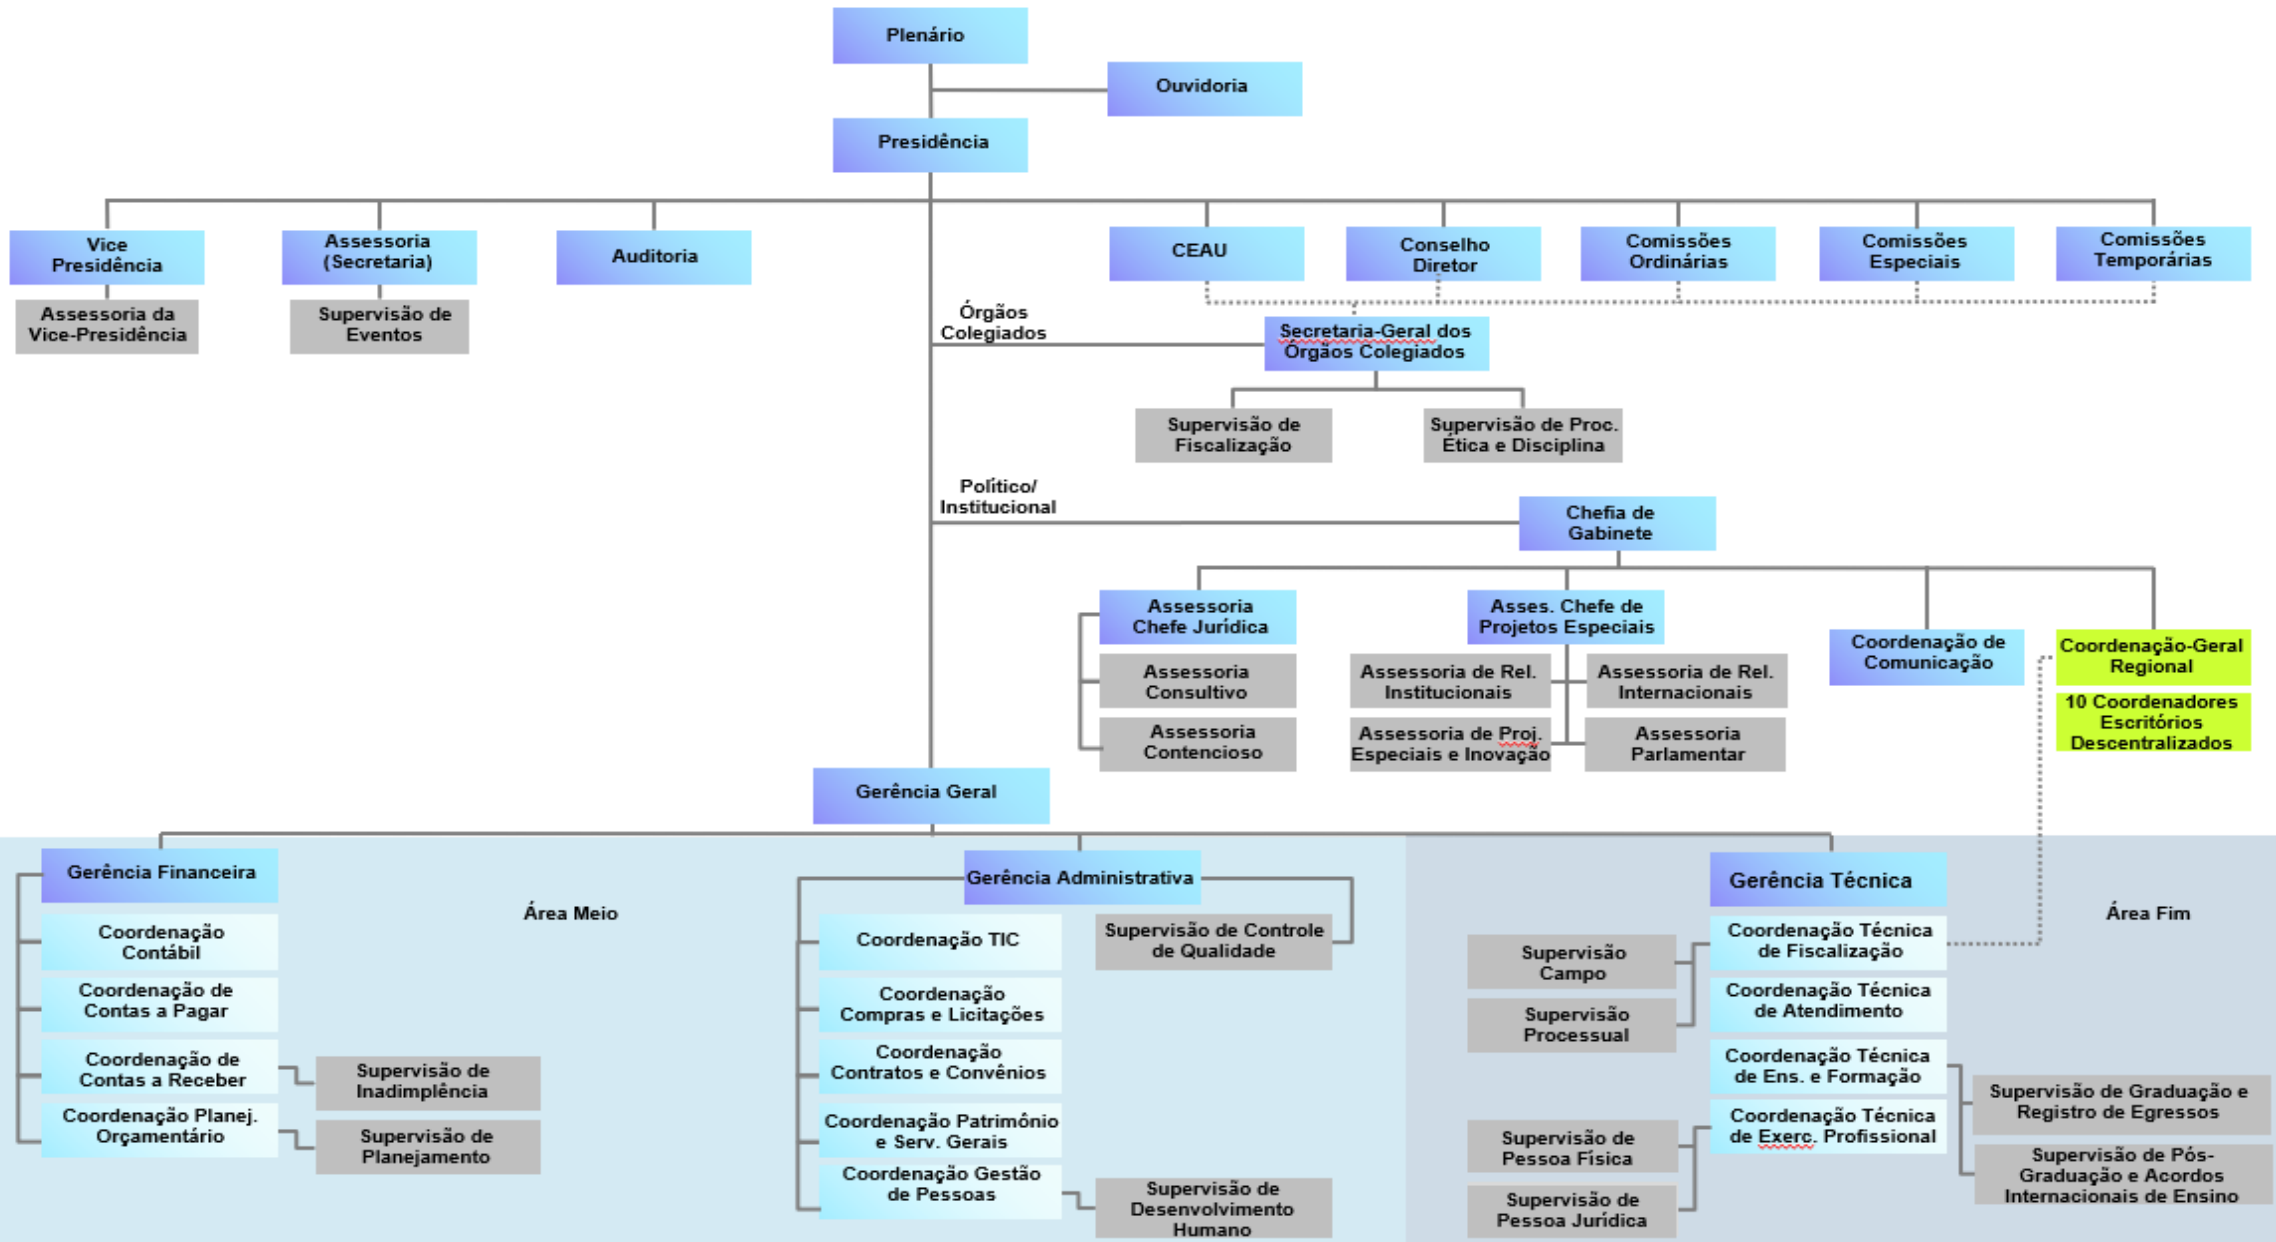 Plenário
Ouvidoria
Presidência
Vice
Presidência
Assessoria
(Secretaria)
Auditoria
CEAU
Conselho
Diretor
Comissões
Ordinárias
Comissões
Especiais
Comissões
Temporárias
Assessoria da
Vice-Presidência
Supervisão de
Eventos
Órgãos
Colegiados
Secretaria-Geral dos
Órgãos Colegiados
Supervisão de
Fiscalização
Supervisão de Proc.
Ética e Disciplina
Político/
Institucional
Chefia de
Gabinete
Assessoria
Chefe Jurídica
Asses. Chefe de
Projetos Especiais
Coordenação de
Comunicação
Coordenação-Geral
Regional
Assessoria
Consultivo
Assessoria de Rel.
Institucionais
Assessoria de Rel.
Internacionais
10 Coordenadores
Escritórios
Descentralizados
Assessoria
Contencioso
Assessoria de Proj.
Especiais e Inovação
Assessoria
Parlamentar
Gerência Geral
Gerência Financeira
Área Meio
Gerência Administrativa
Gerência Técnica
Área Fim
Coordenação
Contábil
Coordenação de
Contas a Pagar
Coordenação de
Contas a Receber
Supervisão de
Inadimplência
Coordenação Planej.
Orçamentário
Supervisão de
Planejamento
Coordenação TIC
Supervisão de Controle
de Qualidade
Coordenação
Compras e Licitações
Coordenação
Contratos e Convênios
Coordenação Patrimônio
e Serv. Gerais
Coordenação Gestão
de Pessoas
Supervisão de
Desenvolvimento
Humano
Coordenação Técnica
de Fiscalização
Supervisão
Campo
Supervisão
Processual
Coordenação Técnica
de Atendimento
Coordenação Técnica
de Ens. e Formação
Supervisão de Graduação e
Registro de Egressos
Supervisão de Pós-
Graduação e Acordos
Internacionais de Ensino
Coordenação Técnica
de Exerc. Profissional
Supervisão de
Pessoa Física
Supervisão de
Pessoa Jurídica